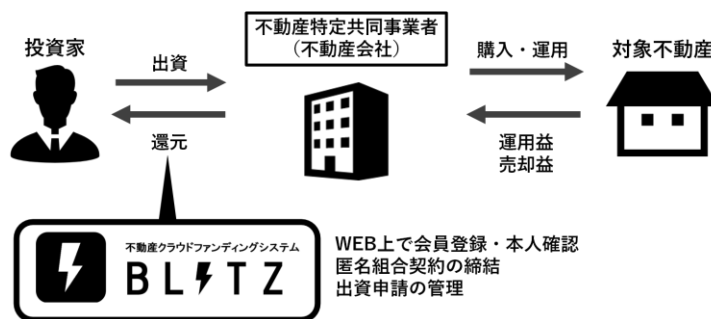 投資家
出資
還元
不動産特定共同事業者
（不動産会社）
購入・運用
運用益
売却益
対象不動産
不動産クラウドファンディングシステム
BLITZ
WEB上で会員登録・本人確認
匿名組合契約の締結
出資申請の管理